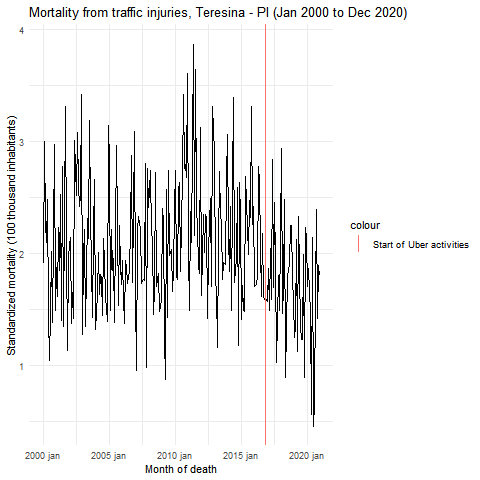 Mortality from traffic injuries, Teresina - PI (Jan 2000 to Dec 2020)
4
3
2
1
Standardized mortality (100 thousand inhabitants)
2000 jan
2005 jan
2010 jan
2015 jan
2020 jan
Month of death
colour
Start of Uber activities